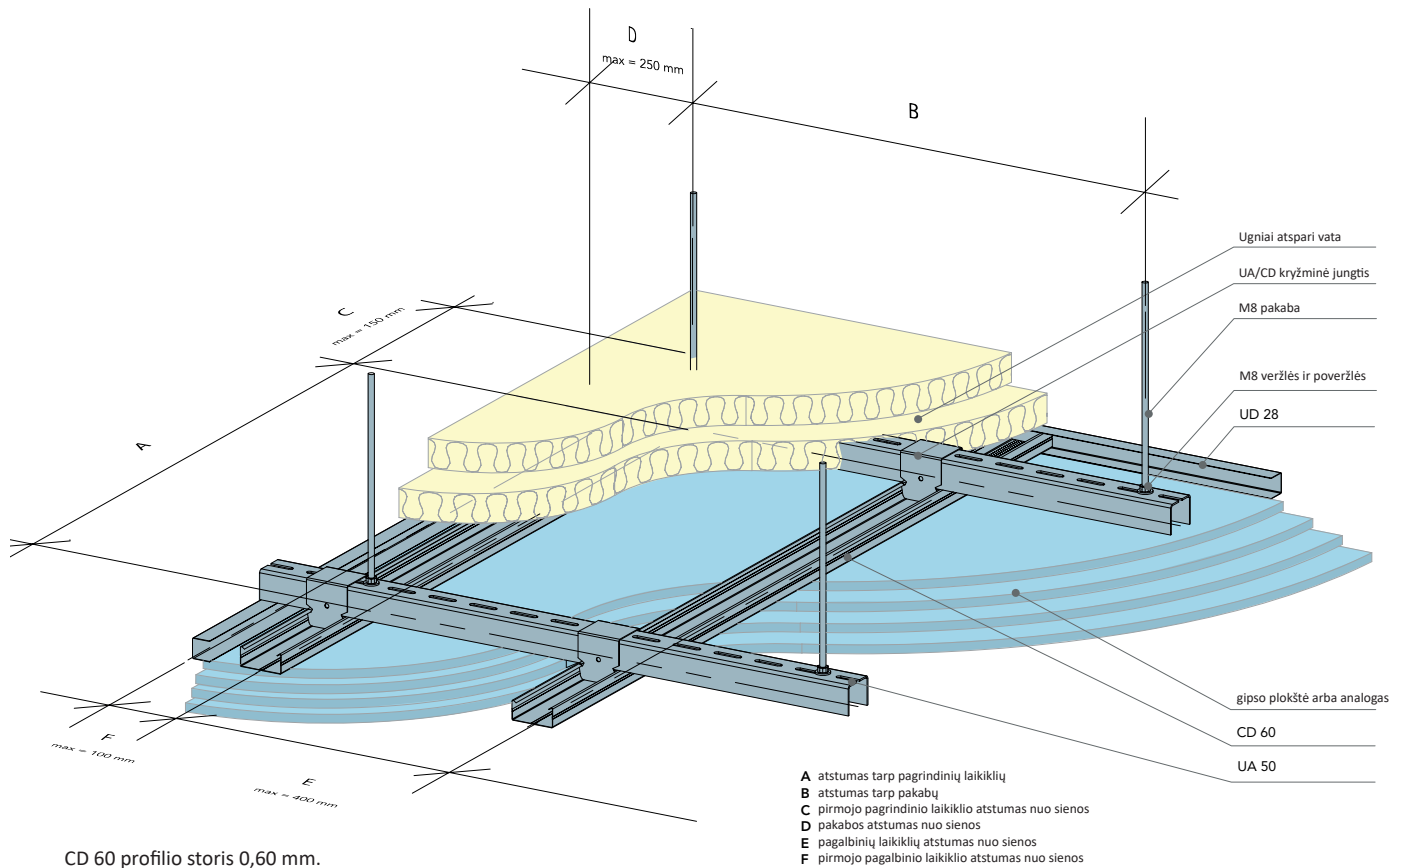 D
max = 250 mm
B
Ugniai atspari vata
UA/CD kryžminė jungtis
M8 pakaba
C
max = 150 mm
M8 veržlės ir poveržlės
UD 28
A
gipso plokštė arba analogas
CD 60
F
max = 100 mm
UA 50
E
max = 400 mm
A atstumas tarp pagrindinių laikiklių
B atstumas tarp pakabų
C pirmojo pagrindinio laikiklio atstumas nuo sienos
D pakabos atstumas nuo sienos
E pagalbinių laikiklių atstumas nuo sienos
F pirmojo pagalbinio laikiklio atstumas nuo sienos
CD 60 profilio storis 0,60 mm.